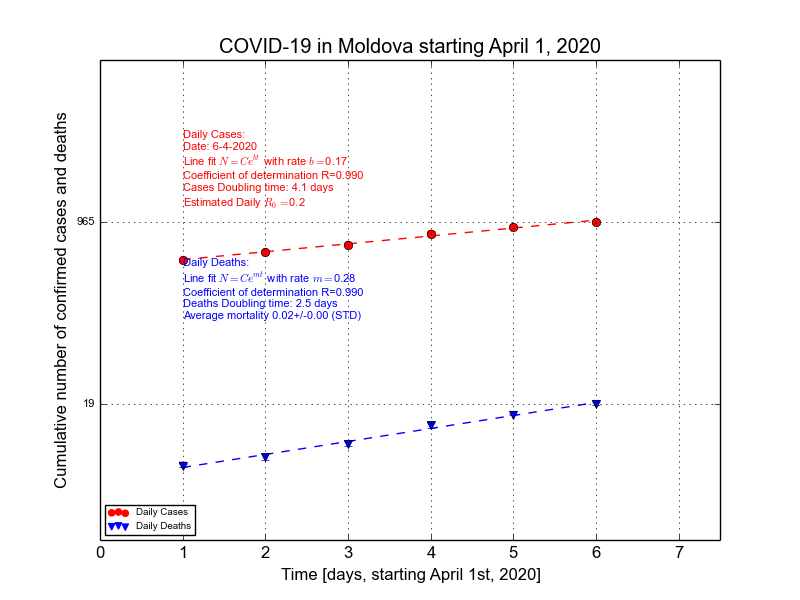 COVID-19 in Moldova starting April 1, 2020
Cumulative number of confirmed cases and deaths
Daily Cases:
Date: 6-4-2020
Line fit N = Ce^{bt} with rate b =0.17
Coefficient of determination R=0.990
Cases Doubling time: 4.1 days
Estimated Daily R_0 =0.2
965
Daily Deaths:
Line fit N = Ce^{mt} with rate m =0.28
Coefficient of determination R=0.990
Deaths Doubling time: 2.5 days
Average mortality 0.02+/-0.00 (STD)
19
Daily Cases
Daily Deaths
0 1 2 3 4 5 6 7
Time [days, starting April 1st, 2020]